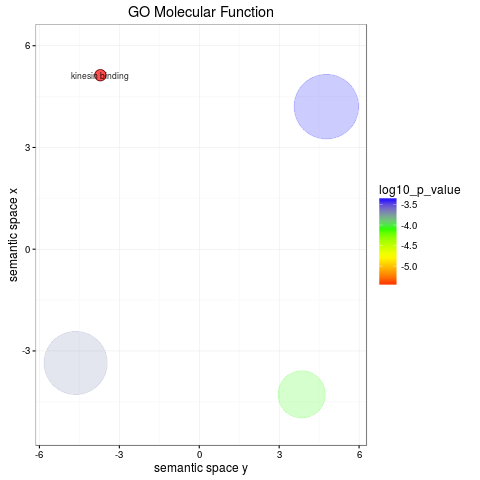 GO Molecular Function
6
kinesin binding
3
0
-3
semantic space x
-6
-3
0
3
6
semantic space y
log10_p_value
-3.5
-4.0
-4.5
-5.0